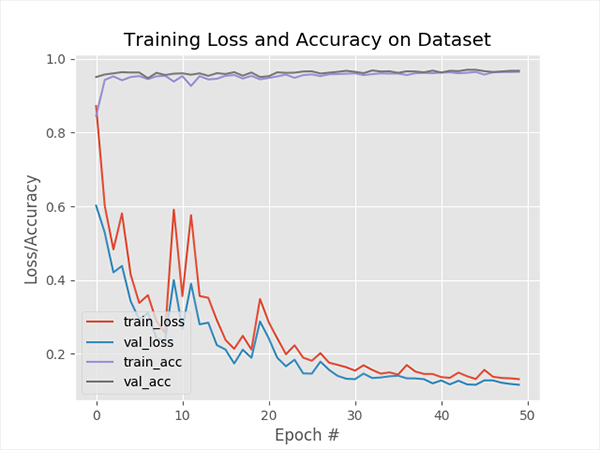 Training Loss and Accuracy on Dataset
1.0
0.8
0.6
0.4
0.2
Loss/Accuracy
train_loss
val_loss
train_acc
val_acc
0 10 20 30 40 50
Epoch #